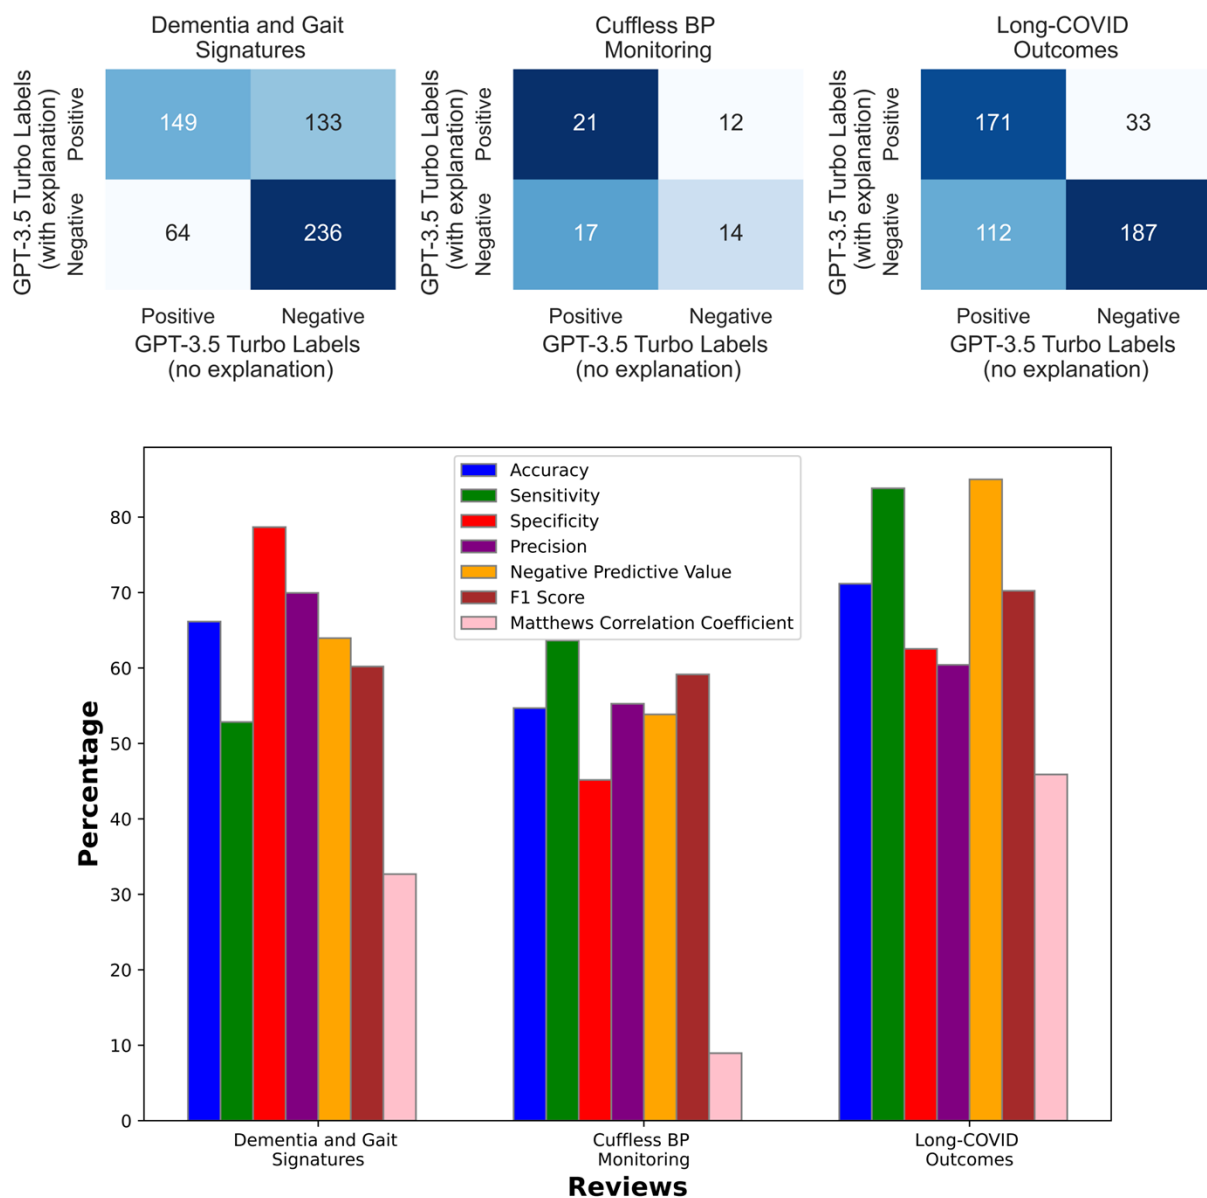 Dementia and Gait
Signatures
GPT-3.5 Turbo Labels
(with explanation)
Positive
Negative
149
133
64
236
Positive
Negative
GPT-3.5 Turbo Labels
(no explanation)
Cuffless BP
Monitoring
GPT-3.5 Turbo Labels
(with explanation)
Positive
Negative
21
12
17
14
Positive
Negative
GPT-3.5 Turbo Labels
(no explanation)
Long-COVID
Outcomes
GPT-3.5 Turbo Labels
(with explanation)
Positive
Negative
171
33
112
187
Positive
Negative
GPT-3.5 Turbo Labels
(no explanation)
Accuracy
Sensitivity
Specificity
Precision
Negative Predictive Value
F1 Score
Matthews Correlation Coefficient
Percentage
80
70
60
50
40
30
20
10
0
Dementia and Gait
Signatures
Cuffless BP
Monitoring
Long-COVID
Outcomes
Reviews